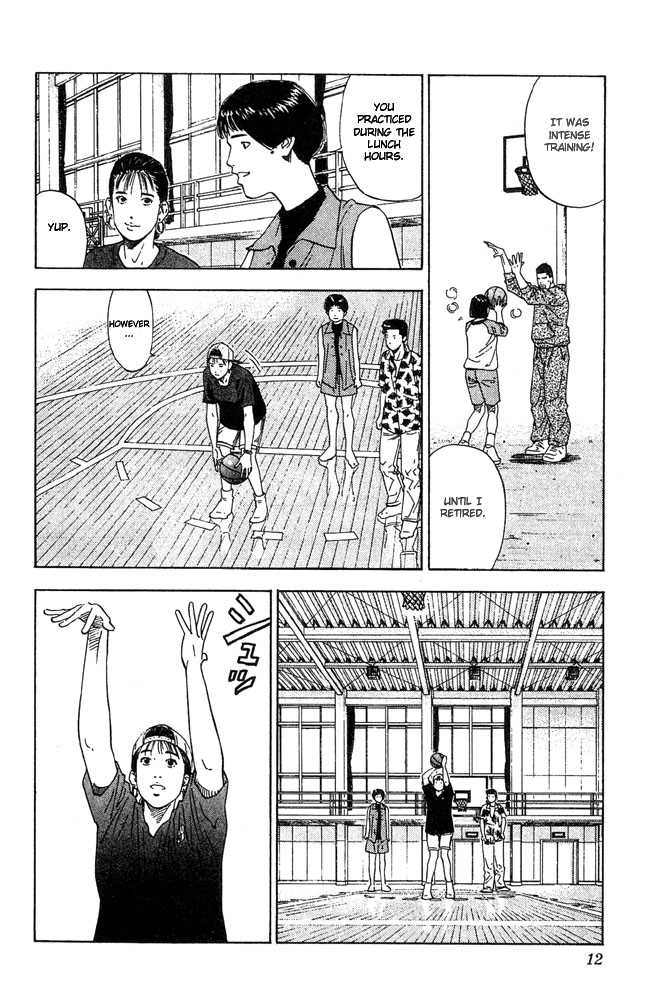 IT WAS
INTENSE
TRAINING!
UNTIL I
RETIRED.
YOU
PRACTICED
DURING THE
LUNCH
HOURS.
YUP.
HOWEVER
...
シュッ
12